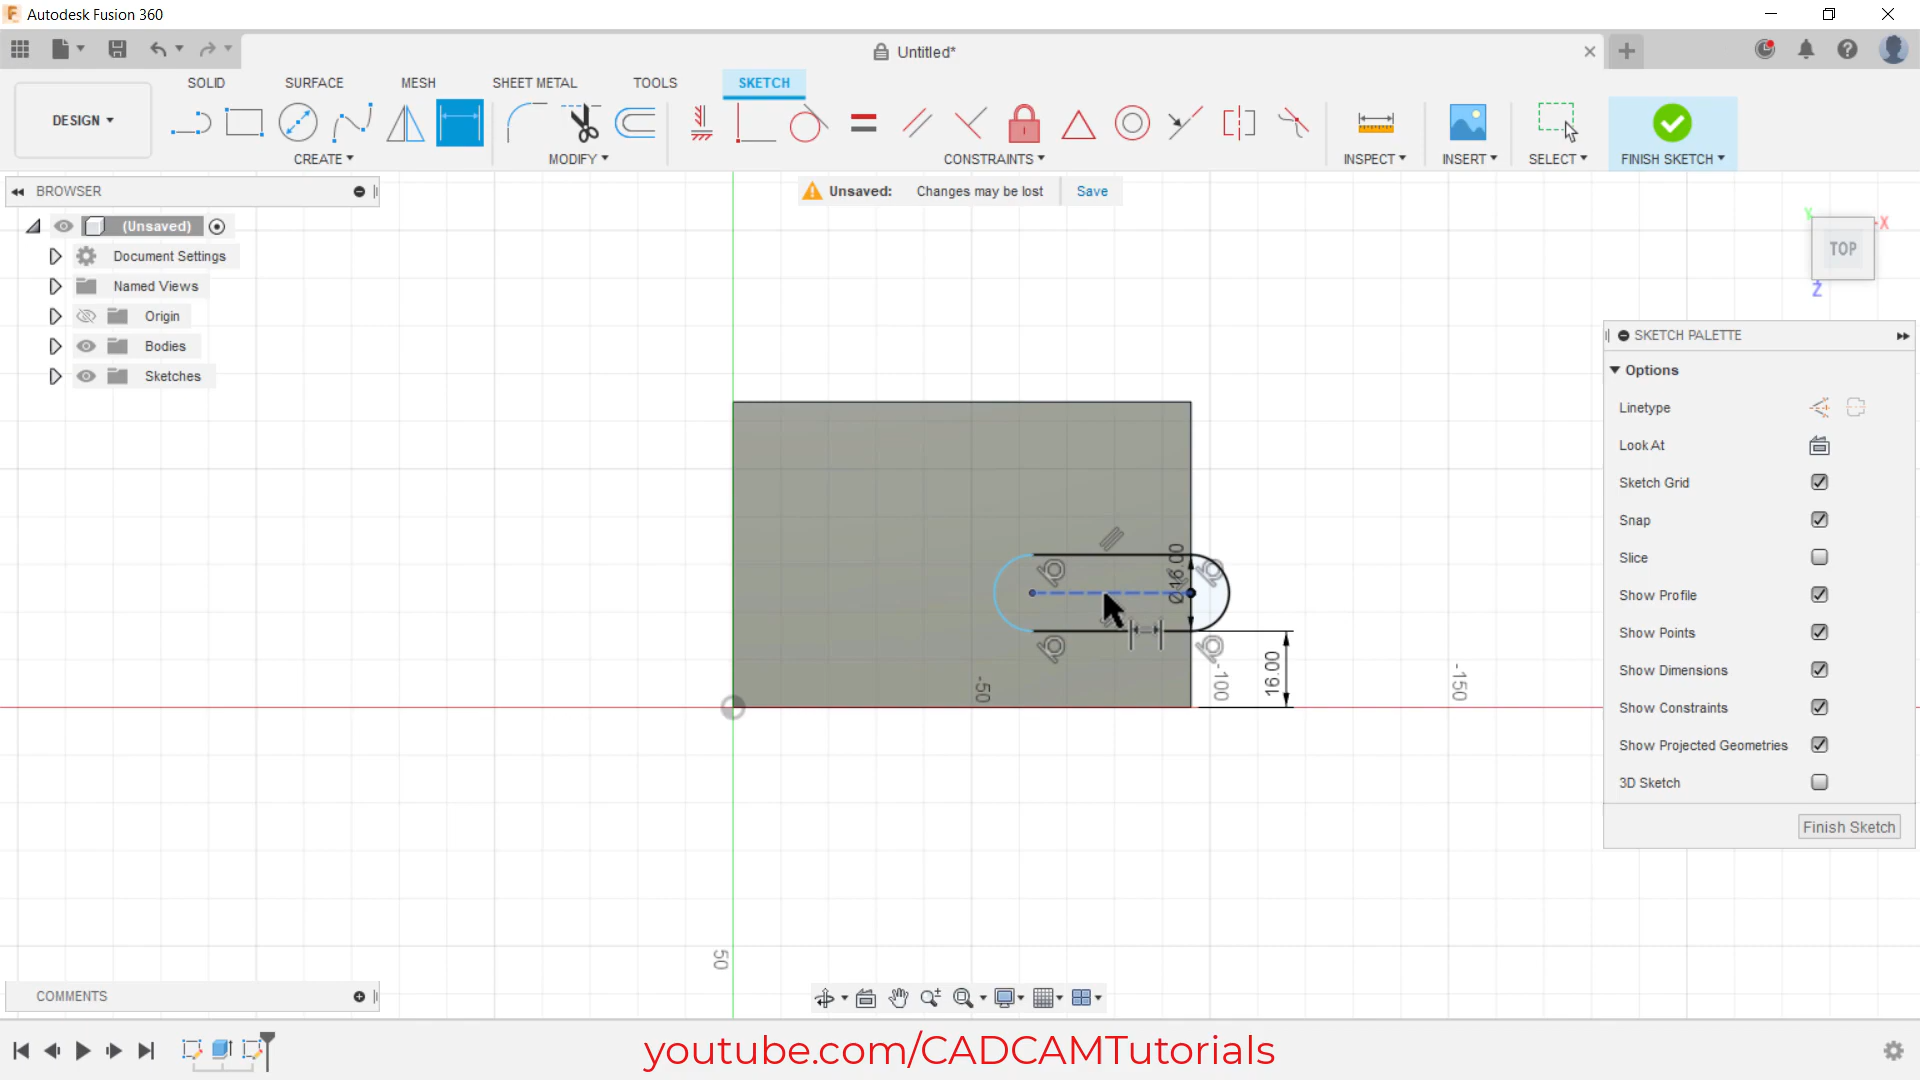 Autodesk Fusion 360
Untitled*
SOLID SURFACE MESH SHEET METAL TOOLS SKETCH
DESIGN
CREATE MODIFY CONSTRAINTS INSPECT INSERT SELECT FINISH SKETCH
BROWSER
Unsaved: Changes may be lost Save
(Unsaved)
Document Settings
Named Views
Origin
Bodies
Sketches
Y
X
TOP
Z
SKETCH PALETTE
Options
Linetype
Look At
Sketch Grid
Snap
Slice
Show Profile
Show Points
Show Dimensions
Show Constraints
Show Projected Geometries
3D Sketch
Finish Sketch
Ø16.00
16.00
-50
-100
-150
50
COMMENTS
youtube.com/CADCAMTutorials